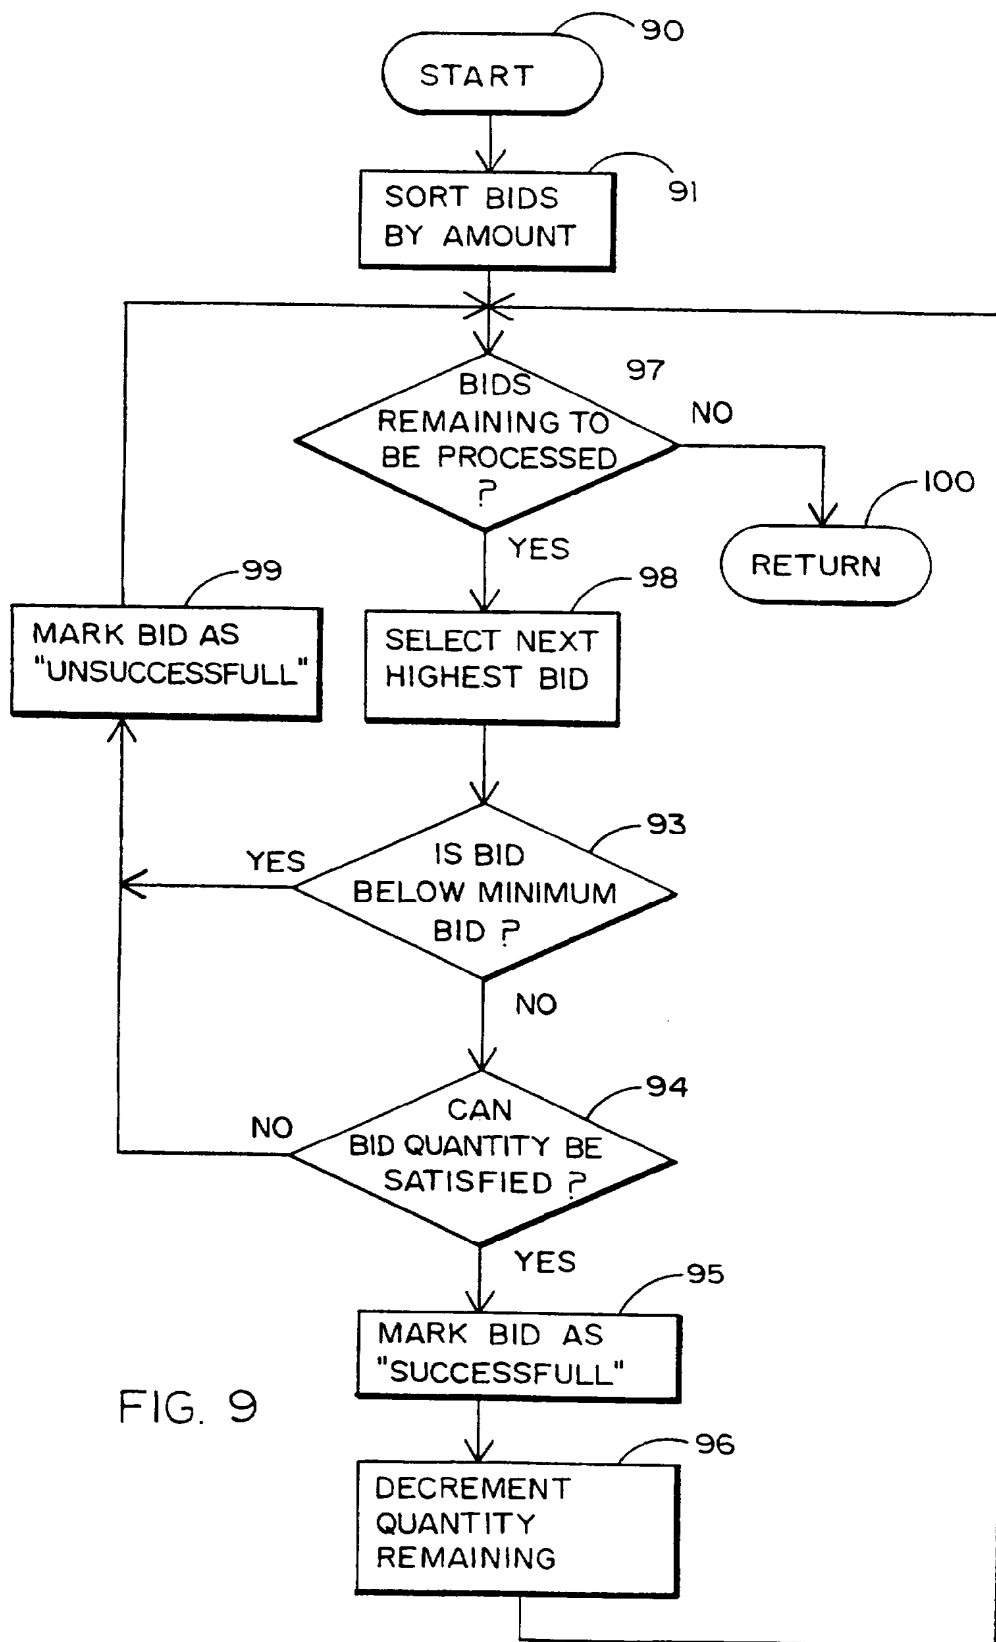 90
START
91
SORT BIDS
BY AMOUNT
97
BIDS
REMAINING TO
BE PROCESSED
?
NO
100
RETURN
YES
99
MARK BID AS
"UNSUCCESSFULL"
98
SELECT NEXT
HIGHEST BID
93
YES
IS BID
BELOW MINIMUM
BID ?
NO
94
NO
CAN
BID QUANTITY BE
SATISFIED ?
YES
95
MARK BID AS
"SUCCESSFULL"
FIG. 9
96
DECREMENT
QUANTITY
REMAINING